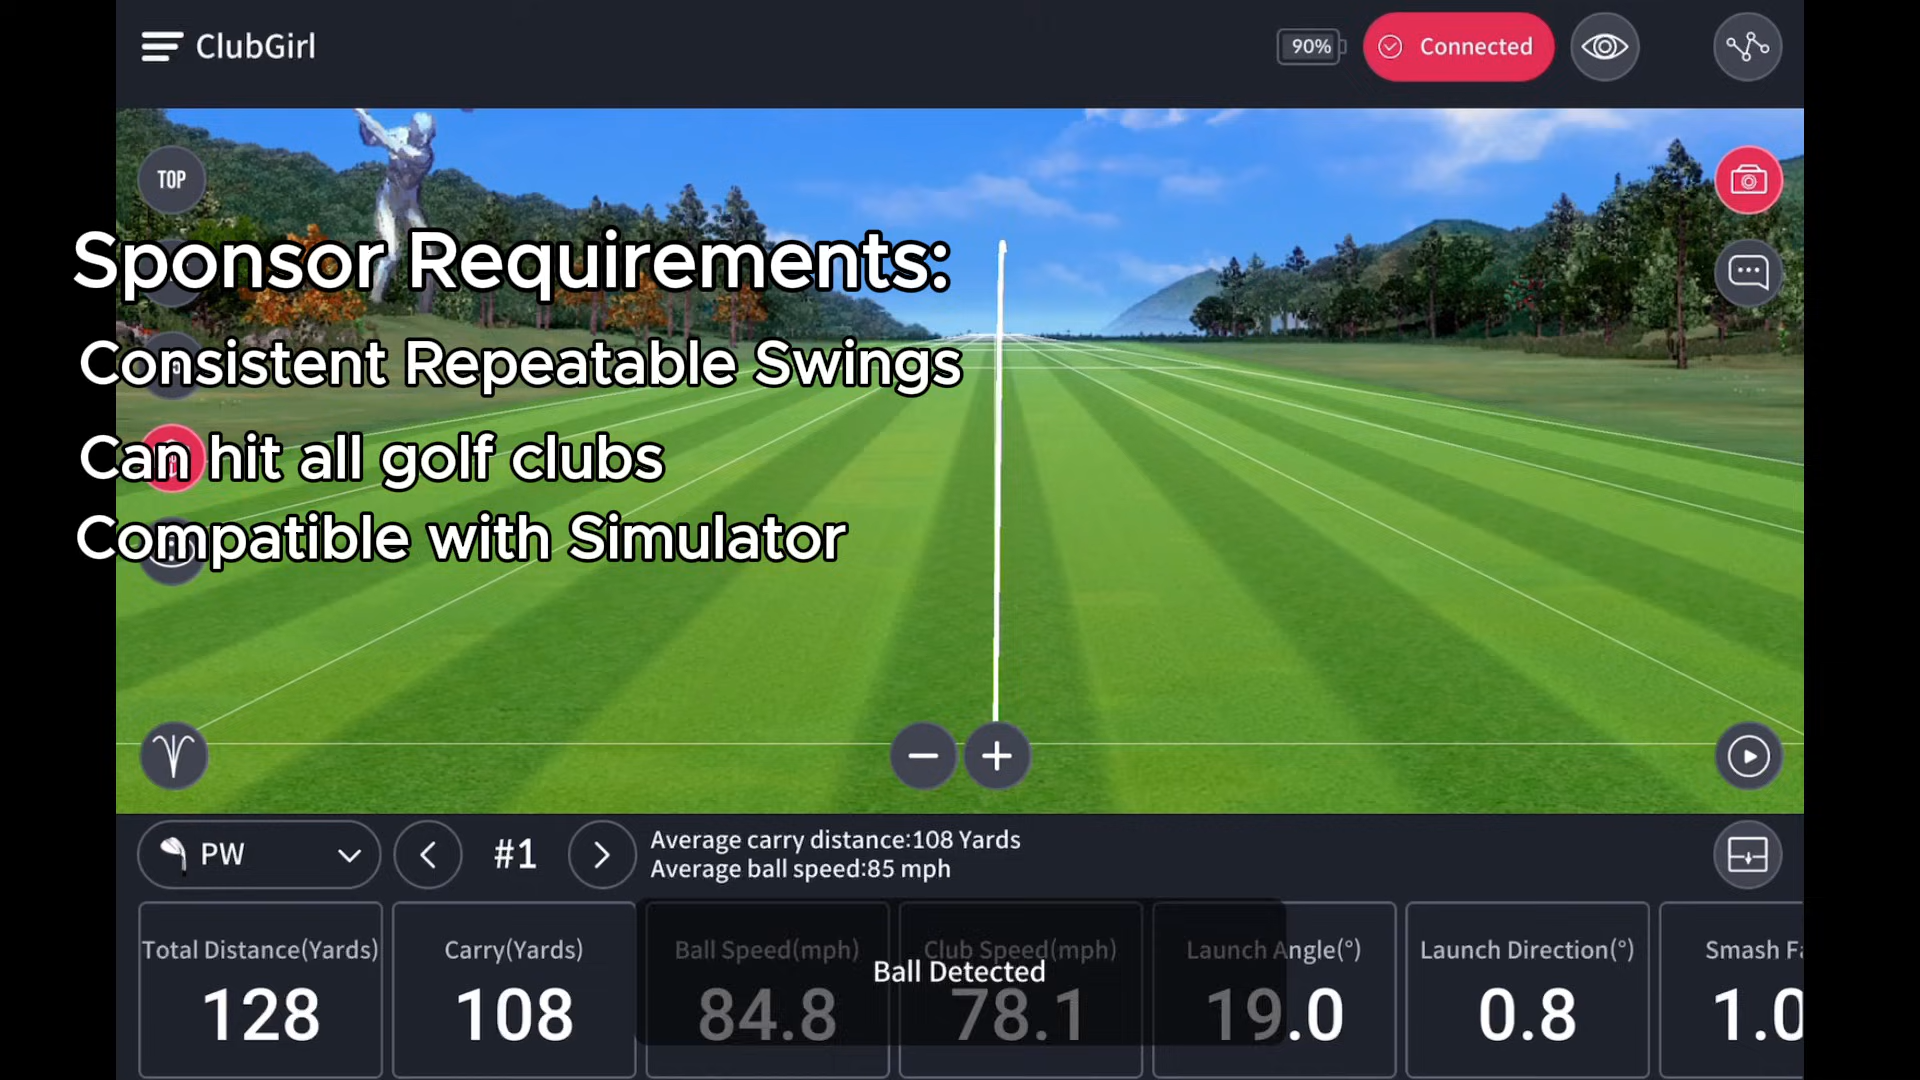 ClubGirl
90%
Connected
TOP
Sponsor Requirements:
Consistent Repeatable Swings
Can hit all golf clubs
Compatible with Simulator
PW
#1
Average carry distance:108 Yards
Average ball speed:85 mph
Total Distance(Yards)
128
Carry(Yards)
108
Ball Speed(mph)
84.8
Club Speed(mph)
78.1
Ball Detected
Launch Angle(°)
19.0
Launch Direction(°)
0.8
Smash
1.0